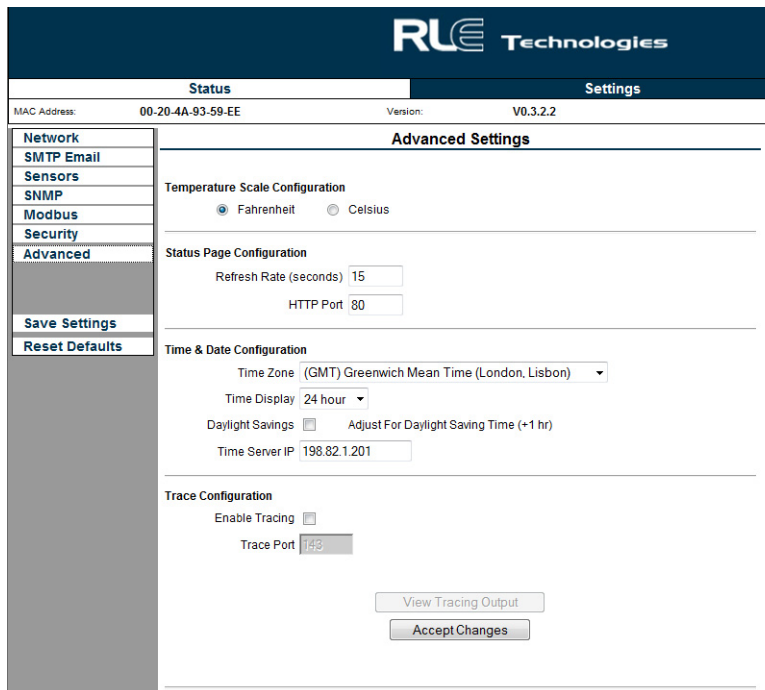 RLE Technologies
Status
Settings
MAC Address: 00-20-4A-93-59-EE Version: V0.3.2.2
Network
SMTP Email
Sensors
SNMP
Modbus
Security
Advanced
Save Settings
Reset Defaults
Advanced Settings
Temperature Scale Configuration
Fahrenheit Celsius
Status Page Configuration
Refresh Rate (seconds) 15
HTTP Port 80
Time & Date Configuration
Time Zone (GMT) Greenwich Mean Time (London, Lisbon)
Time Display 24 hour
Daylight Savings Adjust For Daylight Saving Time (+1 hr)
Time Server IP 198.82.1.201
Trace Configuration
Enable Tracing
Trace Port 143
View Tracing Output
Accept Changes